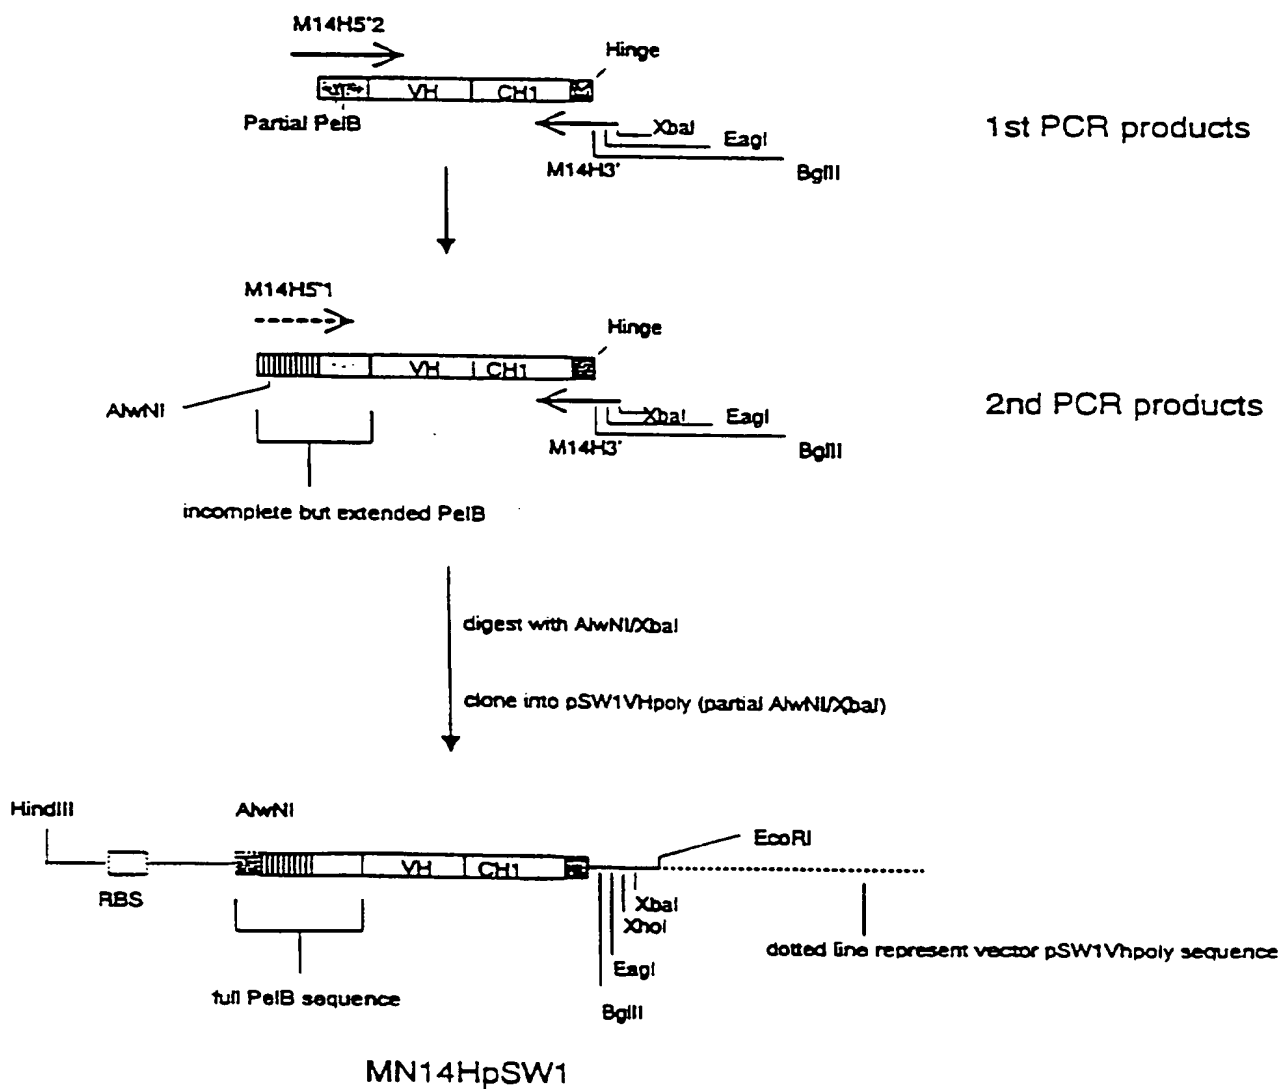 M14H5'2
Hinge
VH
CH1
Partial PelB
XbaI
EagI
M14H3'
BglII
1st PCR products
M14H5'1
Hinge
VH
CH1
AlwNI
XbaI
EagI
M14H3'
BglII
2nd PCR products
incomplete but extended PelB
digest with AlwNI/XbaI
clone into pSW1VHpoly (partial AlwNI/XbaI)
HindIII
AlwNI
EcoRI
VH
CH1
RBS
XbaI
XhoI
EagI
BglII
dotted line represent vector pSW1Vhpoly sequence
full PelB sequence
MN14HpSW1